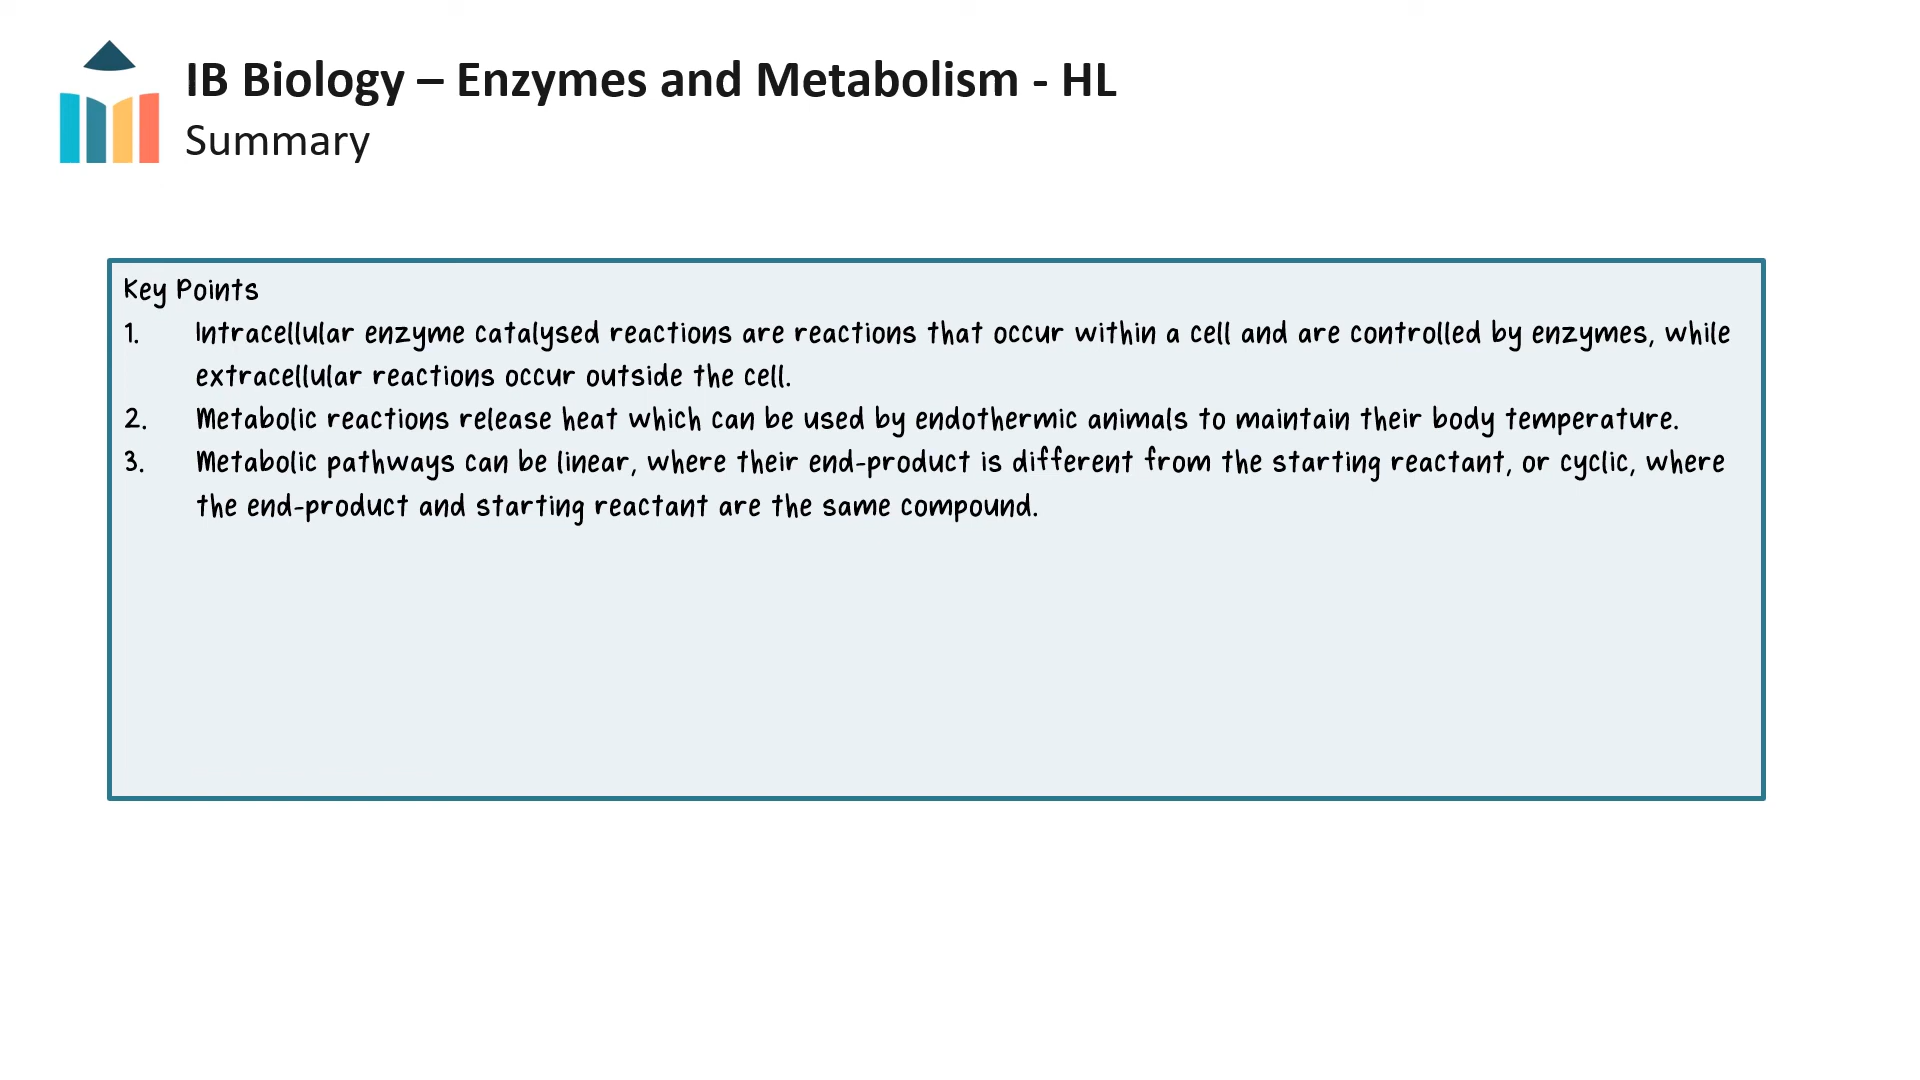 IB Biology – Enzymes and Metabolism - HL
Summary
Key Points
1. Intracellular enzyme catalysed reactions are reactions that occur within a cell and are controlled by enzymes, while
extracellular reactions occur outside the cell.
2. Metabolic reactions release heat which can be used by endothermic animals to maintain their body temperature.
3. Metabolic pathways can be linear, where their end-product is different from the starting reactant, or cyclic, where
the end-product and starting reactant are the same compound.